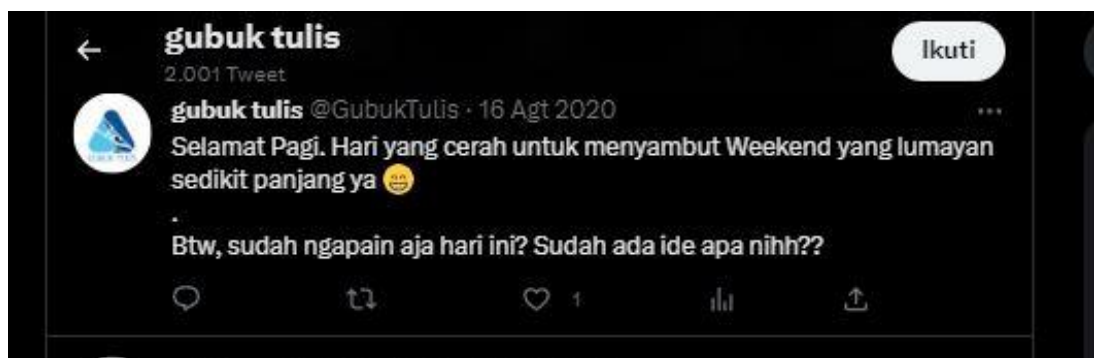 gubuk tulis
Ikuti
2.001 Tweet
gubuk tulis @GubukTulis · 16 Agt 2020
Selamat Pagi. Hari yang cerah untuk menyambut Weekend yang lumayan
sedikit panjang ya 😁
.
Btw, sudah ngapain aja hari ini? Sudah ada ide apa nihh??
1